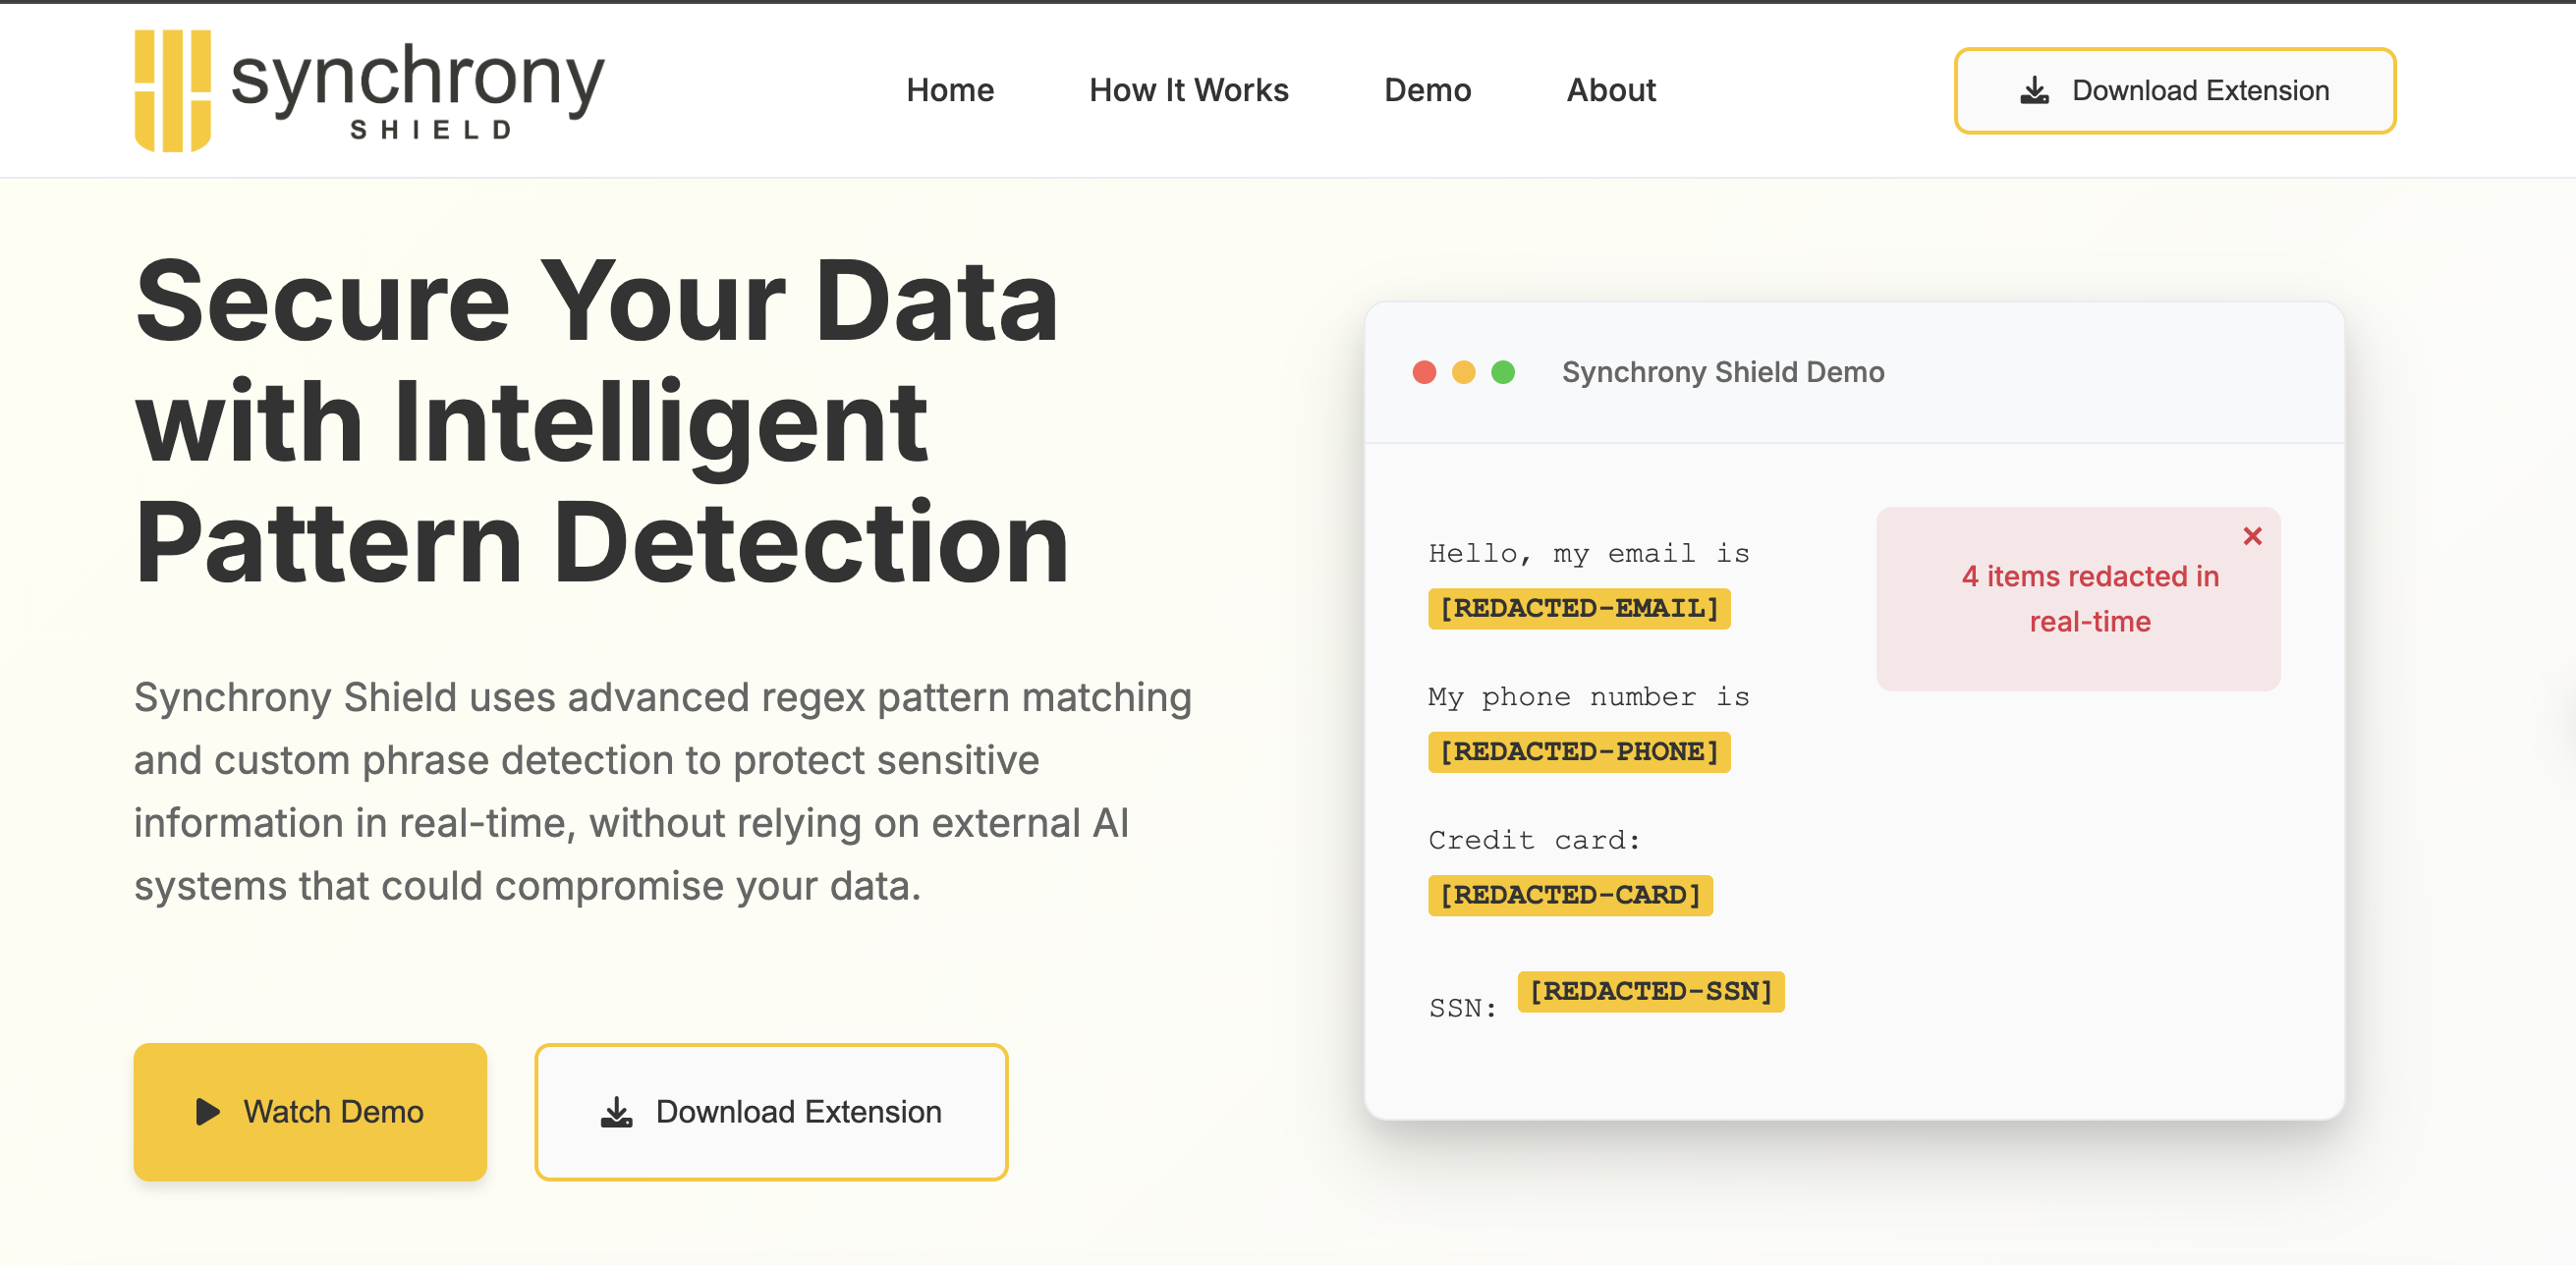 synchrony
SHIELD
Home
How It Works
Demo
About
Download Extension
Secure Your Data
with Intelligent
Pattern Detection
Synchrony Shield uses advanced regex pattern matching
and custom phrase detection to protect sensitive
information in real-time, without relying on external AI
systems that could compromise your data.
Watch Demo
Download Extension
Synchrony Shield Demo
Hello, my email is
[REDACTED-EMAIL]
My phone number is
[REDACTED-PHONE]
Credit card:
[REDACTED-CARD]
SSN: [REDACTED-SSN]
4 items redacted in
real-time